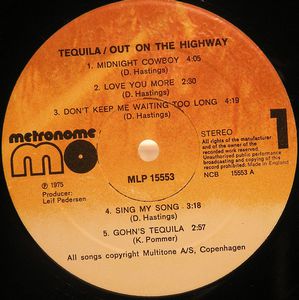 TEQUILA/OUT ON THE HIGHWAY
1. MIDNIGHT COWBOY 4:05
(D. Hastings)
2. LOVE YOU MORE 2:30
(D. Hastings)
3. DON'T KEEP ME WAITING TOO LONG 4:19
(D. Hastings)
metronome
mo
℗ 1975
Producer:
Leif Pedersen
MLP 15553
STEREO
1
All rights of the manufacturer
and of the owner of the
recorded work reserved.
Unauthorized public performance
broadcasting and copying of this
record prohibited. Made in England
NCB 15553 A
4. SING MY SONG 3:18
(D. Hastings)
5. GOHN'S TEQUILA 2:57
(K. Pommer)
All songs copyright Multitone A/S, Copenhagen